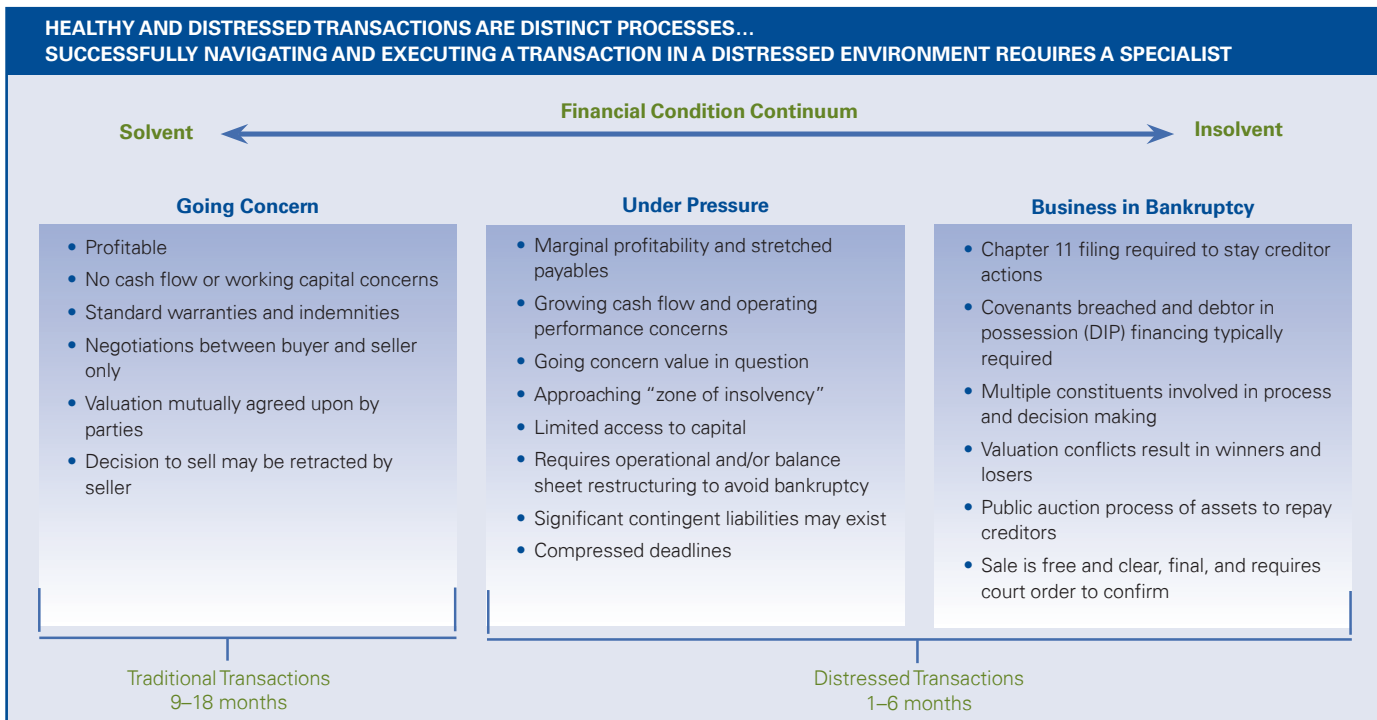 HEALTHY AND DISTRESSED TRANSACTIONS ARE DISTINCT PROCESSES…
SUCCESSFULLY NAVIGATING AND EXECUTING A TRANSACTION IN A DISTRESSED ENVIRONMENT REQUIRES A SPECIALIST
Financial Condition Continuum
Solvent
Insolvent
Going Concern
• Profitable
• No cash flow or working capital concerns
• Standard warranties and indemnities
• Negotiations between buyer and seller
only
• Valuation mutually agreed upon by
parties
• Decision to sell may be retracted by
seller
Under Pressure
• Marginal profitability and stretched
payables
• Growing cash flow and operating
performance concerns
• Going concern value in question
• Approaching “zone of insolvency”
• Limited access to capital
• Requires operational and/or balance
sheet restructuring to avoid bankruptcy
• Significant contingent liabilities may exist
• Compressed deadlines
Business in Bankruptcy
• Chapter 11 filing required to stay creditor
actions
• Covenants breached and debtor in
possession (DIP) financing typically
required
• Multiple constituents involved in process
and decision making
• Valuation conflicts result in winners and
losers
• Public auction process of assets to repay
creditors
• Sale is free and clear, final, and requires
court order to confirm
Traditional Transactions
9–18 months
Distressed Transactions
1–6 months